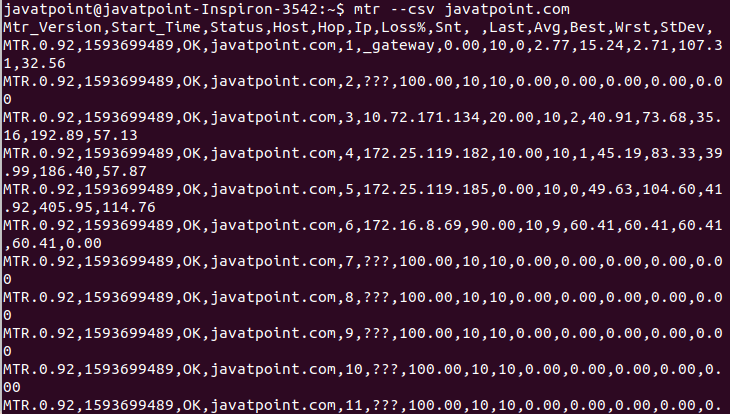 javatpoint@javatpoint-Inspiron-3542:~$ mtr --csv javatpoint.com
Mtr_Version,Start_Time,Status,Host,Hop,Ip,Loss%,Snt, ,Last,Avg,Best,Wrst,StDev,
MTR.0.92,1593699489,OK,javatpoint.com,1,_gateway,0.00,10,0,2.77,15.24,2.71,107.3
1,32.56
MTR.0.92,1593699489,OK,javatpoint.com,2,???,100.00,10,10,0.00,0.00,0.00,0.00,0.0
0
MTR.0.92,1593699489,OK,javatpoint.com,3,10.72.171.134,20.00,10,2,40.91,73.68,35.
16,192.89,57.13
MTR.0.92,1593699489,OK,javatpoint.com,4,172.25.119.182,10.00,10,1,45.19,83.33,39
.99,186.40,57.87
MTR.0.92,1593699489,OK,javatpoint.com,5,172.25.119.185,0.00,10,0,49.63,104.60,41
.92,405.95,114.76
MTR.0.92,1593699489,OK,javatpoint.com,6,172.16.8.69,90.00,10,9,60.41,60.41,60.41
,60.41,0.00
MTR.0.92,1593699489,OK,javatpoint.com,7,???,100.00,10,10,0.00,0.00,0.00,0.00,0.0
0
MTR.0.92,1593699489,OK,javatpoint.com,8,???,100.00,10,10,0.00,0.00,0.00,0.00,0.0
0
MTR.0.92,1593699489,OK,javatpoint.com,9,???,100.00,10,10,0.00,0.00,0.00,0.00,0.0
0
MTR.0.92,1593699489,OK,javatpoint.com,10,???,100.00,10,10,0.00,0.00,0.00,0.00,0.
00
MTR.0.92,1593699489,OK,javatpoint.com,11,???,100.00,10,10,0.00,0.00,0.00,0.00,0.